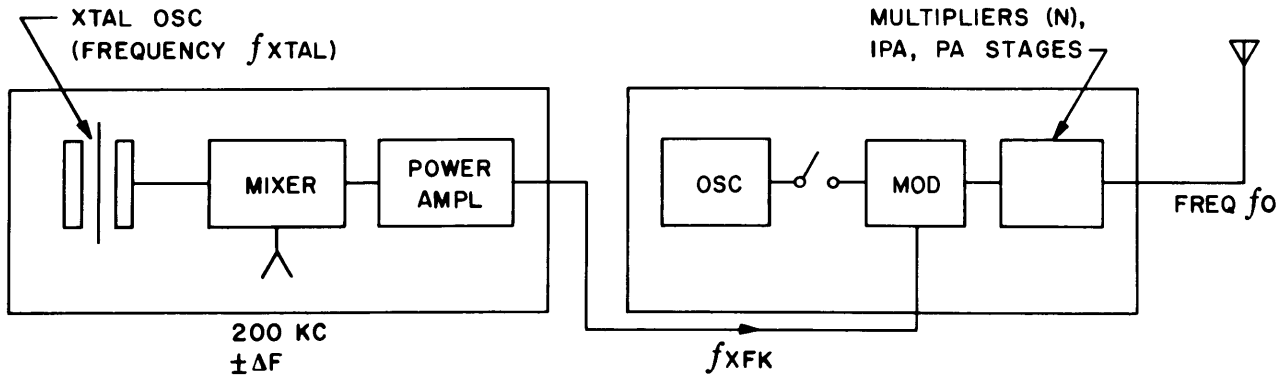 XTAL OSC
(FREQUENCY fXTAL)
MULTIPLIERS (N),
IPA, PA STAGES
MIXER
POWER
AMPL
OSC
MOD
FREQ fO
200 KC
±ΔF
fXFK